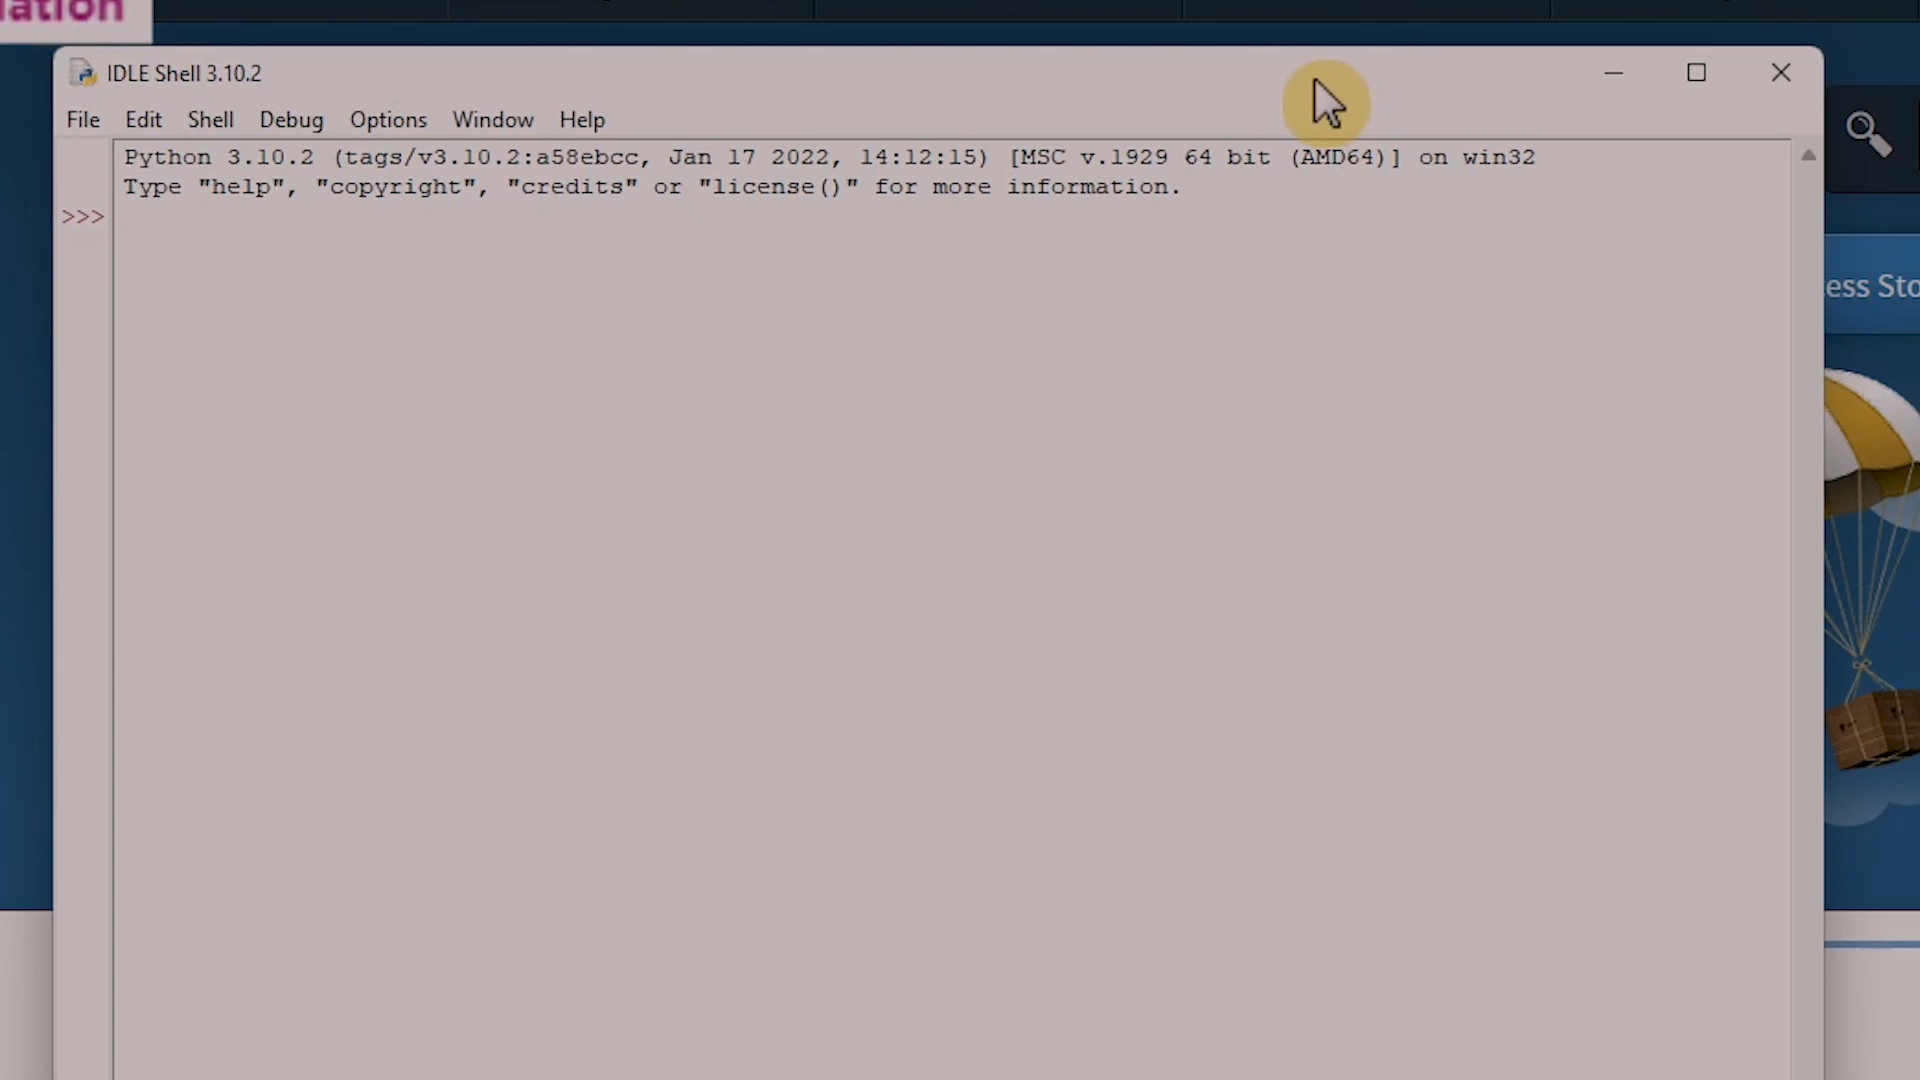 IDLE Shell 3.10.2
File Edit Shell Debug Options Window Help
Python 3.10.2 (tags/v3.10.2:a58ebcc, Jan 17 2022, 14:12:15) [MSC v.1929 64 bit (AMD64)] on win32
Type "help", "copyright", "credits" or "license()" for more information.
>>>
ess Sto